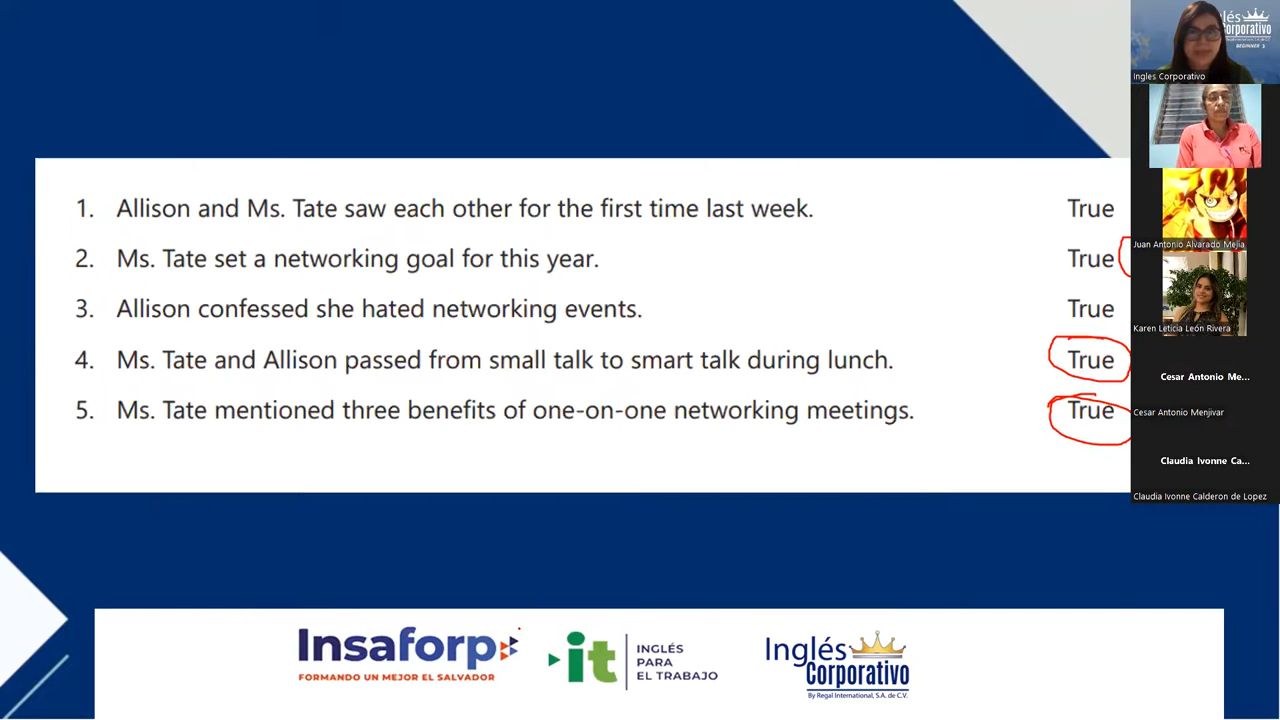 1. Allison and Ms. Tate saw each other for the first time last week. True
2. Ms. Tate set a networking goal for this year. True
3. Allison confessed she hated networking events. True
4. Ms. Tate and Allison passed from small talk to smart talk during lunch. True
5. Ms. Tate mentioned three benefits of one-on-one networking meetings. True
Corporativo
BEGINNER 1
Ingles Corporativo
Juan Antonio Alvarado Mejia
Karen Leticia León Rivera
Cesar Antonio Me...
Cesar Antonio Menjivar
Claudia Ivonne Ca...
Claudia Ivonne Calderon de Lopez
Insaforp
FORMANDO UN MEJOR EL SALVADOR
it
INGLÉS
PARA
EL TRABAJO
Inglés
Corporativo
By Regal International, S.A. de C.V.